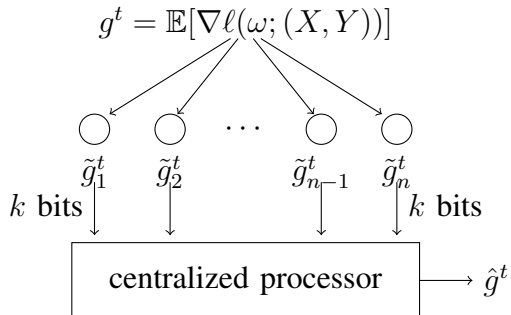 g^t = 𝔼[∇ℓ(ω; (X, Y))]
⋯
g̃_1^t g̃_2^t g̃_{n−1}^t g̃_n^t
k bits k bits
centralized processor ĝ^t